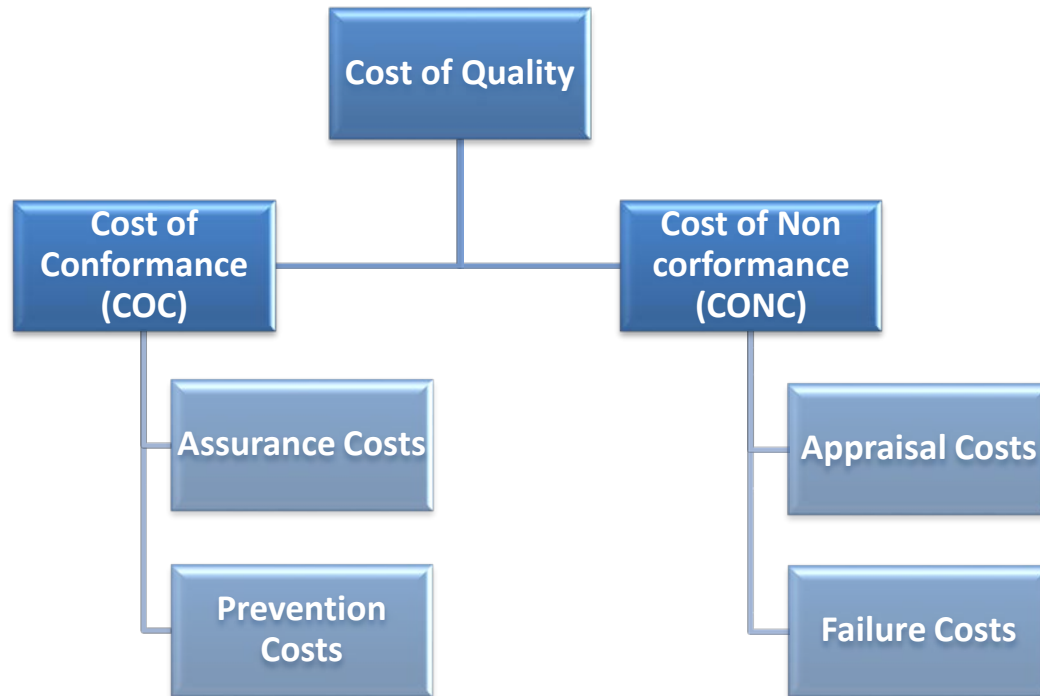 Cost of Quality
Cost of
Conformance
(COC)
Cost of Non
corformance
(CONC)
Assurance Costs
Appraisal Costs
Prevention
Costs
Failure Costs